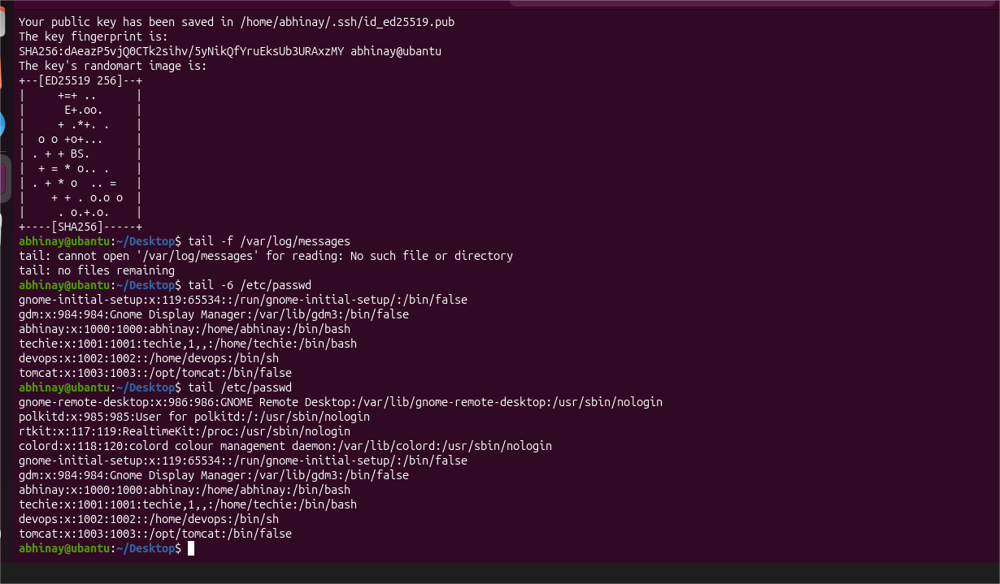 Your public key has been saved in /home/abhinay/.ssh/id_ed25519.pub
The key fingerprint is:
SHA256:dAeazP5vjQ0CTk2sihv/5yNikQfYruEksUb3URAxzMY abhinay@ubantu
The key's randomart image is:
+--[ED25519 256]--+
|     +=+ ..      |
|      E+.oo.     |
|     + .*+. .    |
|  o o +o+...     |
| . + + BS.       |
|  + = * o.. .    |
| . + * o  .. =   |
|    + + . o.o o  |
|     . o.+.o.    |
+----[SHA256]-----+
abhinay@ubantu:~/Desktop$ tail -f /var/log/messages
tail: cannot open '/var/log/messages' for reading: No such file or directory
tail: no files remaining
abhinay@ubantu:~/Desktop$ tail -6 /etc/passwd
gnome-initial-setup:x:119:65534::/run/gnome-initial-setup/:/bin/false
gdm:x:984:984:Gnome Display Manager:/var/lib/gdm3:/bin/false
abhinay:x:1000:1000:abhinay:/home/abhinay:/bin/bash
techie:x:1001:1001:techie,1,,:/home/techie:/bin/bash
devops:x:1002:1002::/home/devops:/bin/sh
tomcat:x:1003:1003::/opt/tomcat:/bin/false
abhinay@ubantu:~/Desktop$ tail /etc/passwd
gnome-remote-desktop:x:986:986:GNOME Remote Desktop:/var/lib/gnome-remote-desktop:/usr/sbin/nologin
polkitd:x:985:985:User for polkitd:/:/usr/sbin/nologin
rtkit:x:117:119:RealtimeKit:/proc:/usr/sbin/nologin
colord:x:118:120:colord colour management daemon:/var/lib/colord:/usr/sbin/nologin
gnome-initial-setup:x:119:65534::/run/gnome-initial-setup/:/bin/false
gdm:x:984:984:Gnome Display Manager:/var/lib/gdm3:/bin/false
abhinay:x:1000:1000:abhinay:/home/abhinay:/bin/bash
techie:x:1001:1001:techie,1,,:/home/techie:/bin/bash
devops:x:1002:1002::/home/devops:/bin/sh
tomcat:x:1003:1003::/opt/tomcat:/bin/false
abhinay@ubantu:~/Desktop$